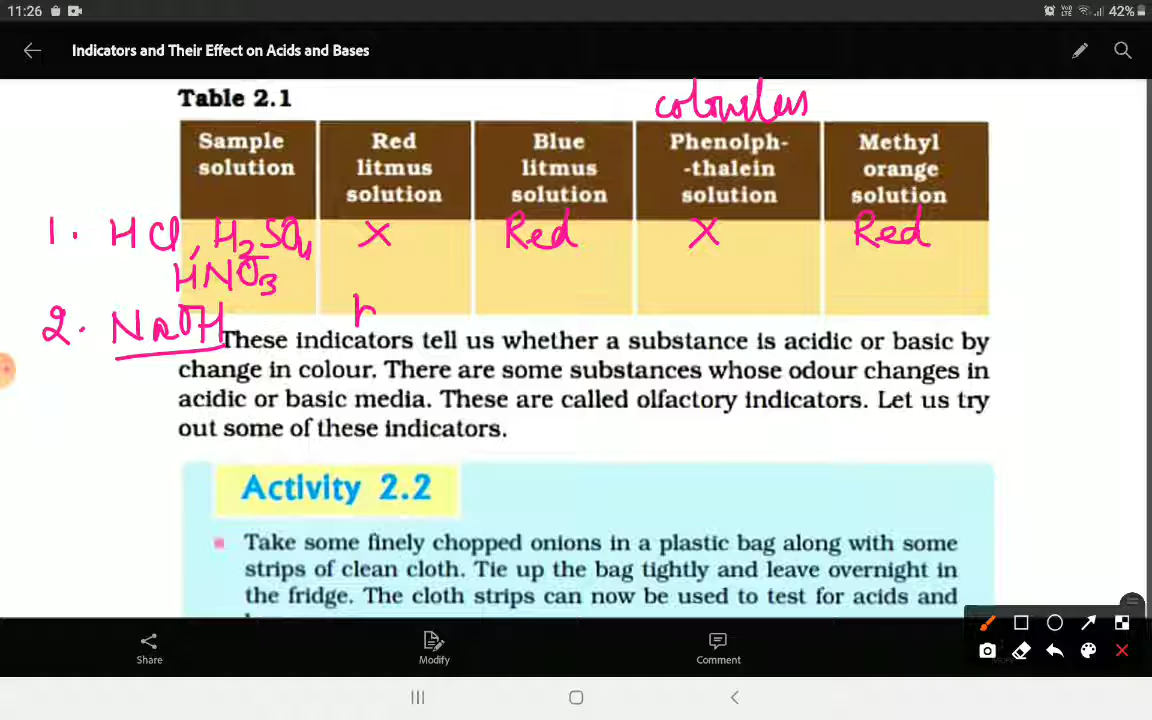 11:26 42%
Indicators and Their Effect on Acids and Bases
Table 2.1
colourless
Sample solution Red litmus solution Blue litmus solution Phenolph- -thalein solution Methyl orange solution
1. HCl, H₂SO₄ X Red X Red
HNO₃
2. NaOH
These indicators tell us whether a substance is acidic or basic by
change in colour. There are some substances whose odour changes in
acidic or basic media. These are called olfactory indicators. Let us try
out some of these indicators.
Activity 2.2
Take some finely chopped onions in a plastic bag along with some
strips of clean cloth. Tie up the bag tightly and leave overnight in
the fridge. The cloth strips can now be used to test for acids and
Share Modify Comment